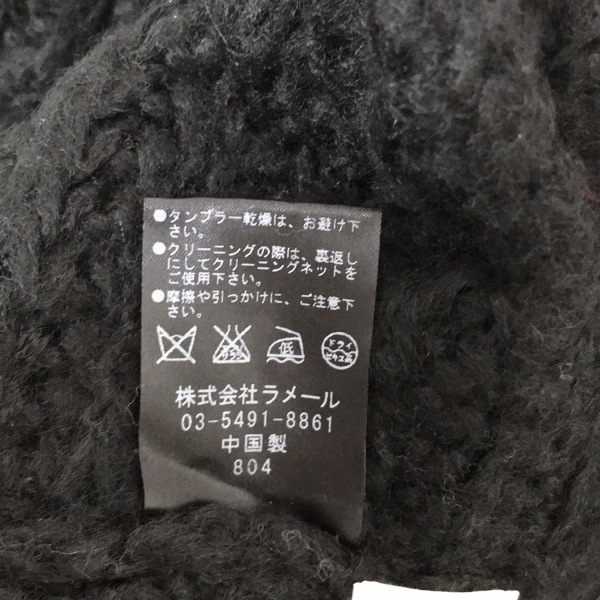 ●タンブラー乾燥は、お避け下
さい。
●クリーニングの際は、裏返し
にしてクリーニングネットを
ご使用下さい。
●摩擦や引っかけに、ご注意下
さい。
低
ドライ
株式会社ラメール
03-5491-8861
中国製
804